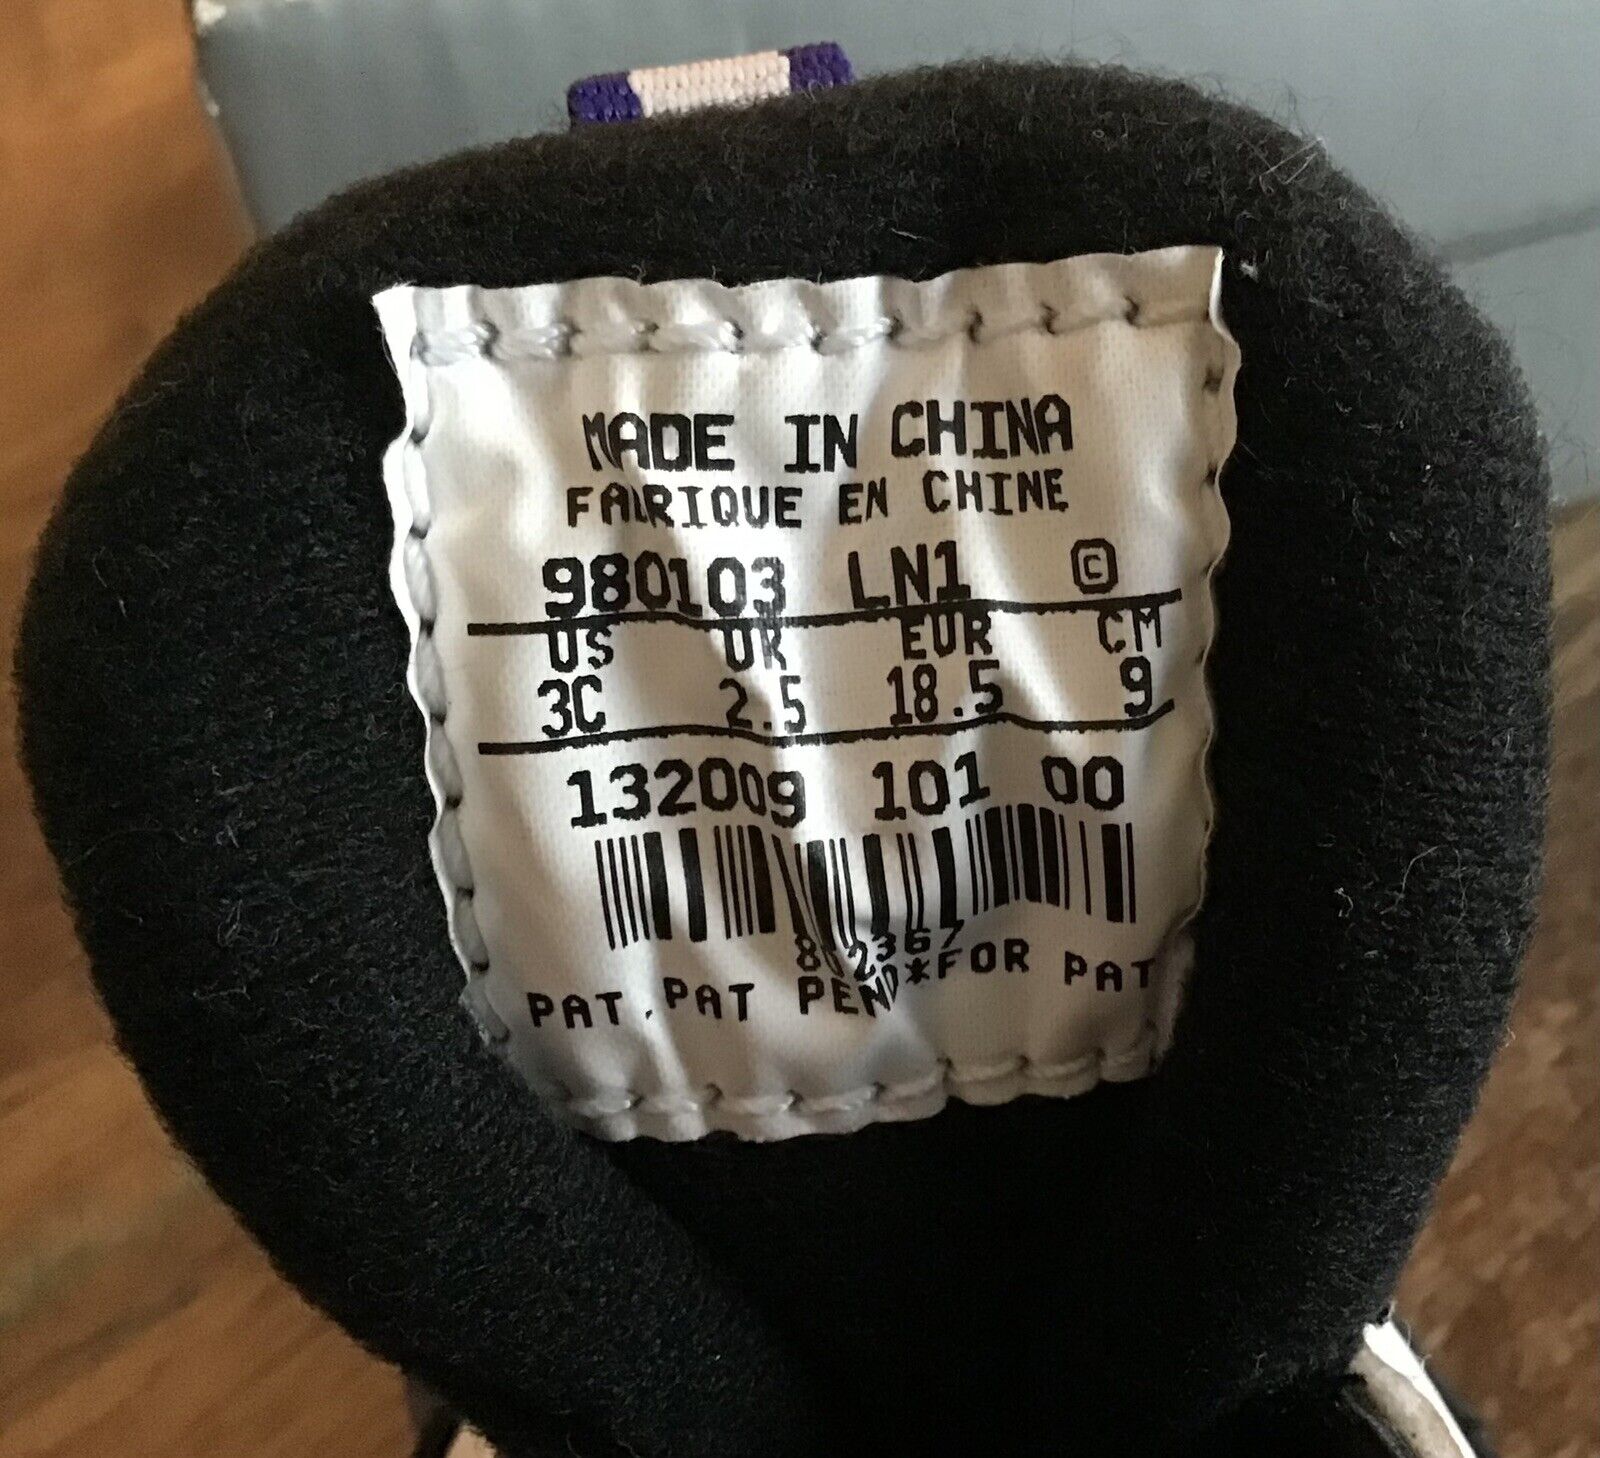 MADE IN CHINA
FABRIQUE EN CHINE
980103 LN1 ©
US UK EUR CM
3C 2.5 18.5 9
132009 101 00
PAT. PAT PEND*FOR PAT